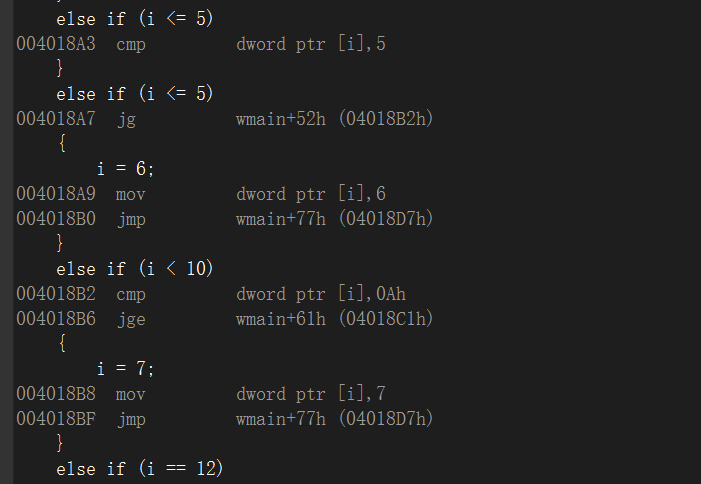 else if (i <= 5)
004018A3 cmp dword ptr [i],5
}
else if (i <= 5)
004018A7 jg wmain+52h (04018B2h)
{
i = 6;
004018A9 mov dword ptr [i],6
004018B0 jmp wmain+77h (04018D7h)
}
else if (i < 10)
004018B2 cmp dword ptr [i],0Ah
004018B6 jge wmain+61h (04018C1h)
{
i = 7;
004018B8 mov dword ptr [i],7
004018BF jmp wmain+77h (04018D7h)
}
else if (i == 12)